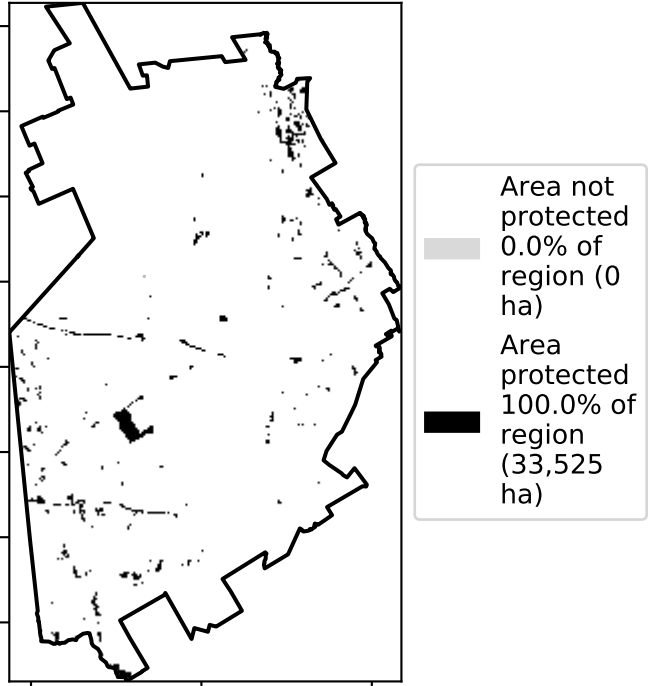 Area not
protected
0.0% of
region (0
ha)
Area
protected
100.0% of
region
(33,525
ha)